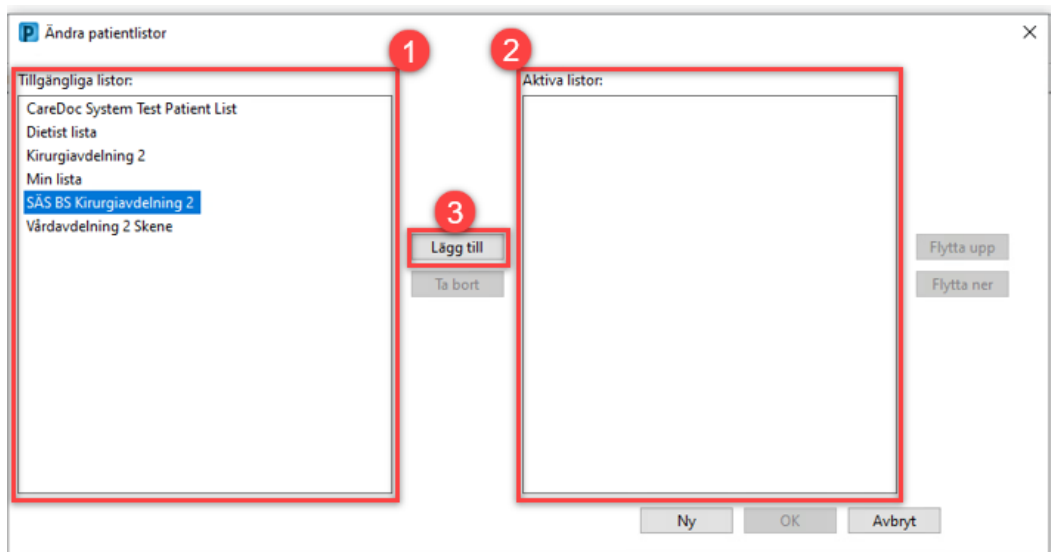 Ändra patientlistor
1
2
Tillgängliga listor:
Aktiva listor:
CareDoc System Test Patient List
Dietist lista
Kirurgiavdelning 2
Min lista
SÄS BS Kirurgiavdelning 2
Vårdavdelning 2 Skene
3
Lägg till
Ta bort
Flytta upp
Flytta ner
Ny
OK
Avbryt